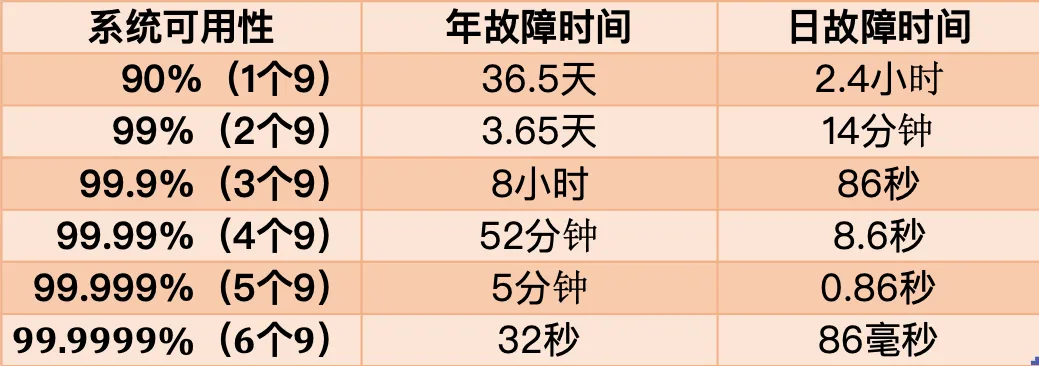 系统可用性 年故障时间 日故障时间
90%（1个9） 36.5天 2.4小时
99%（2个9） 3.65天 14分钟
99.9%（3个9） 8小时 86秒
99.99%（4个9） 52分钟 8.6秒
99.999%（5个9） 5分钟 0.86秒
99.9999%（6个9） 32秒 86毫秒